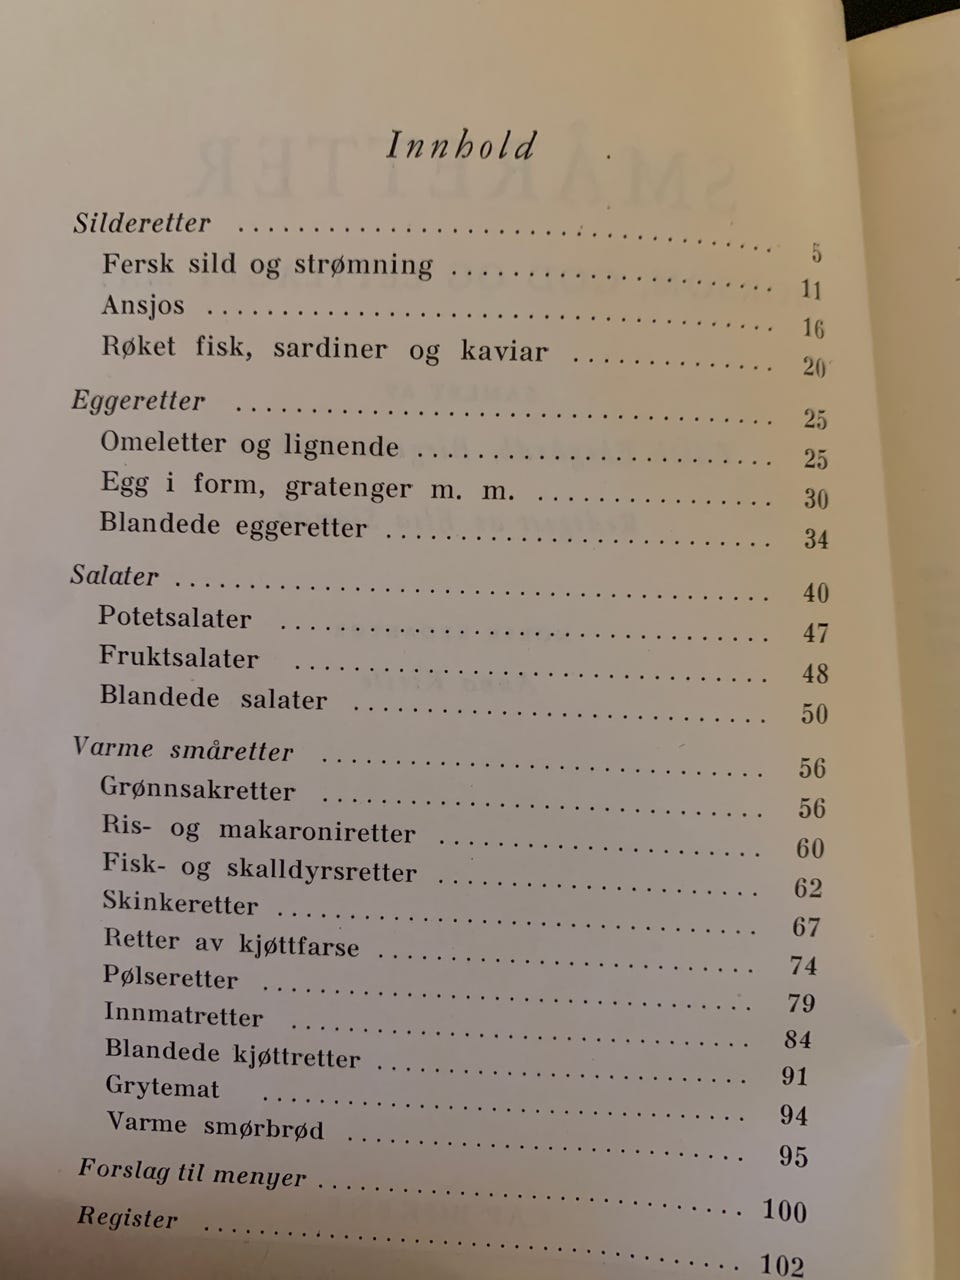 Innhold
Silderetter ........................................ 5
Fersk sild og strømning ........................ 11
Ansjos ........................................ 16
Røket fisk, sardiner og kaviar .............. 20
Eggeretter ...................................... 25
Omeletter og lignende ......................... 25
Egg i form, gratenger m. m. ................ 30
Blandede eggeretter ........................... 34
Salater .......................................... 40
Potetsalater .................................. 47
Fruktsalater .................................. 48
Blandede salater ............................. 50
Varme småretter ................................ 56
Grønnsakretter ................................ 56
Ris- og makaroniretter ...................... 60
Fisk- og skalldyrsretter ...................... 62
Skinkeretter .................................. 67
Retter av kjøttfarse .......................... 74
Pølseretter .................................... 79
Innmatretter .................................. 84
Blandede kjøttretter .......................... 91
Grytemat ...................................... 94
Varme smørbrød .............................. 95
Forslag til menyer .............................. 100
Register ........................................ 102